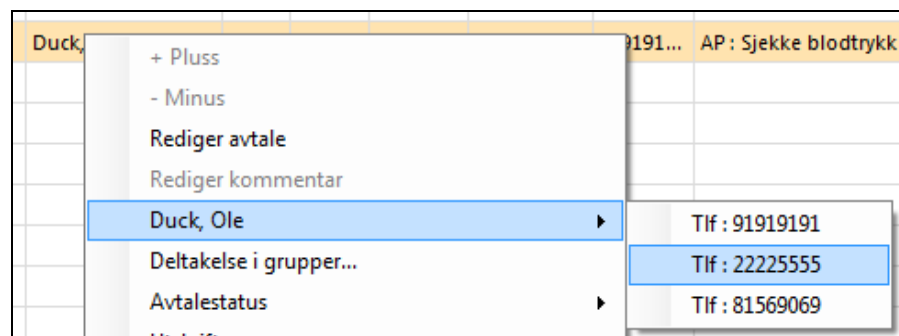 Duck, 9191... AP : Sjekke blodtrykk
+ Pluss
- Minus
Rediger avtale
Rediger kommentar
Duck, Ole
Tlf : 91919191
Deltakelse i grupper...
Tlf : 22225555
Avtalestatus
Tlf : 81569069